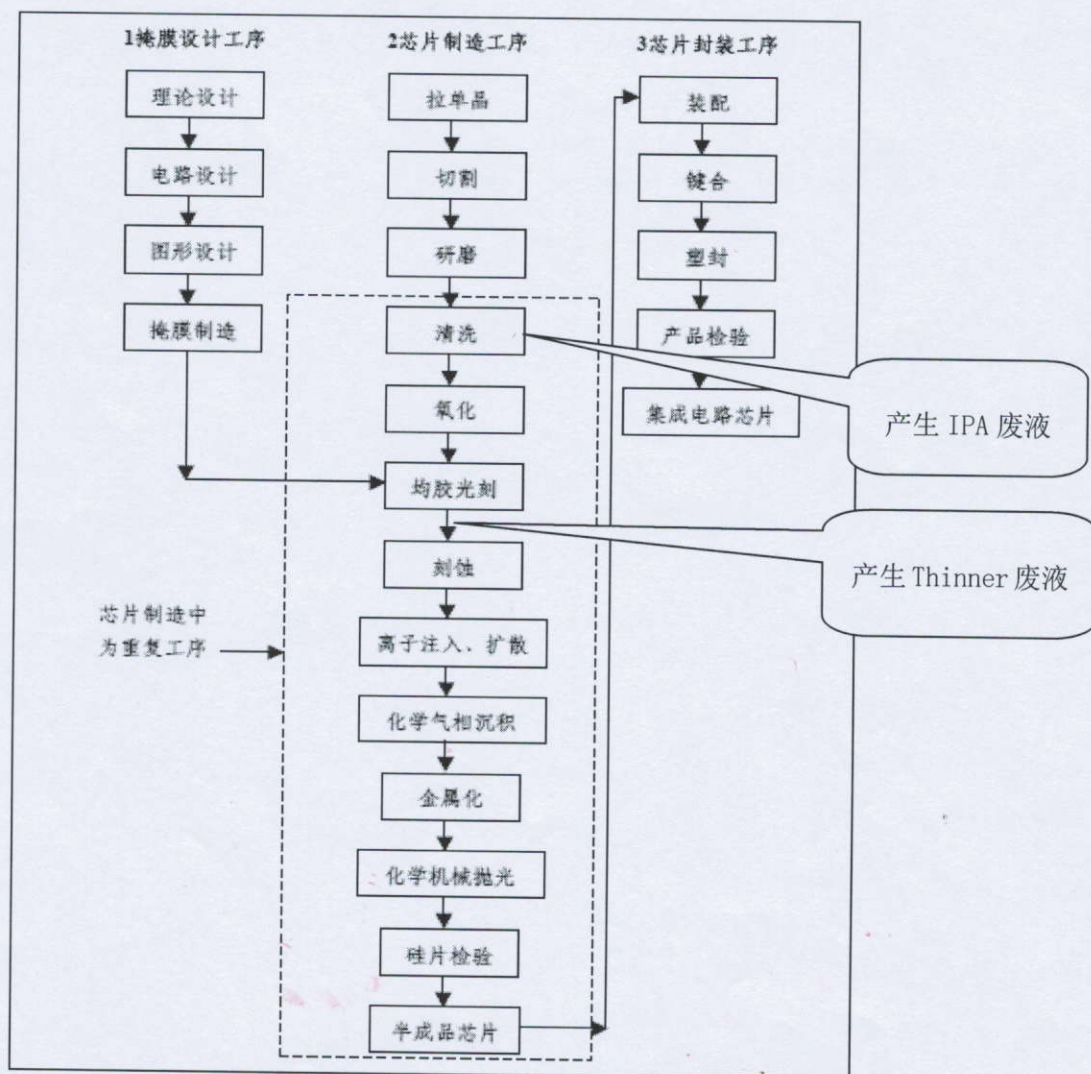 1掩膜设计工序
理论设计
电路设计
图形设计
掩膜制造
2芯片制造工序
拉单晶
切割
研磨
清洗
氧化
均胶光刻
刻蚀
离子注入、扩散
化学气相沉积
金属化
化学机械抛光
硅片检验
半成品芯片
3芯片封装工序
装配
键合
塑封
产品检验
集成电路芯片
产生 IPA 废液
产生 Thinner 废液
芯片制造中
为重复工序